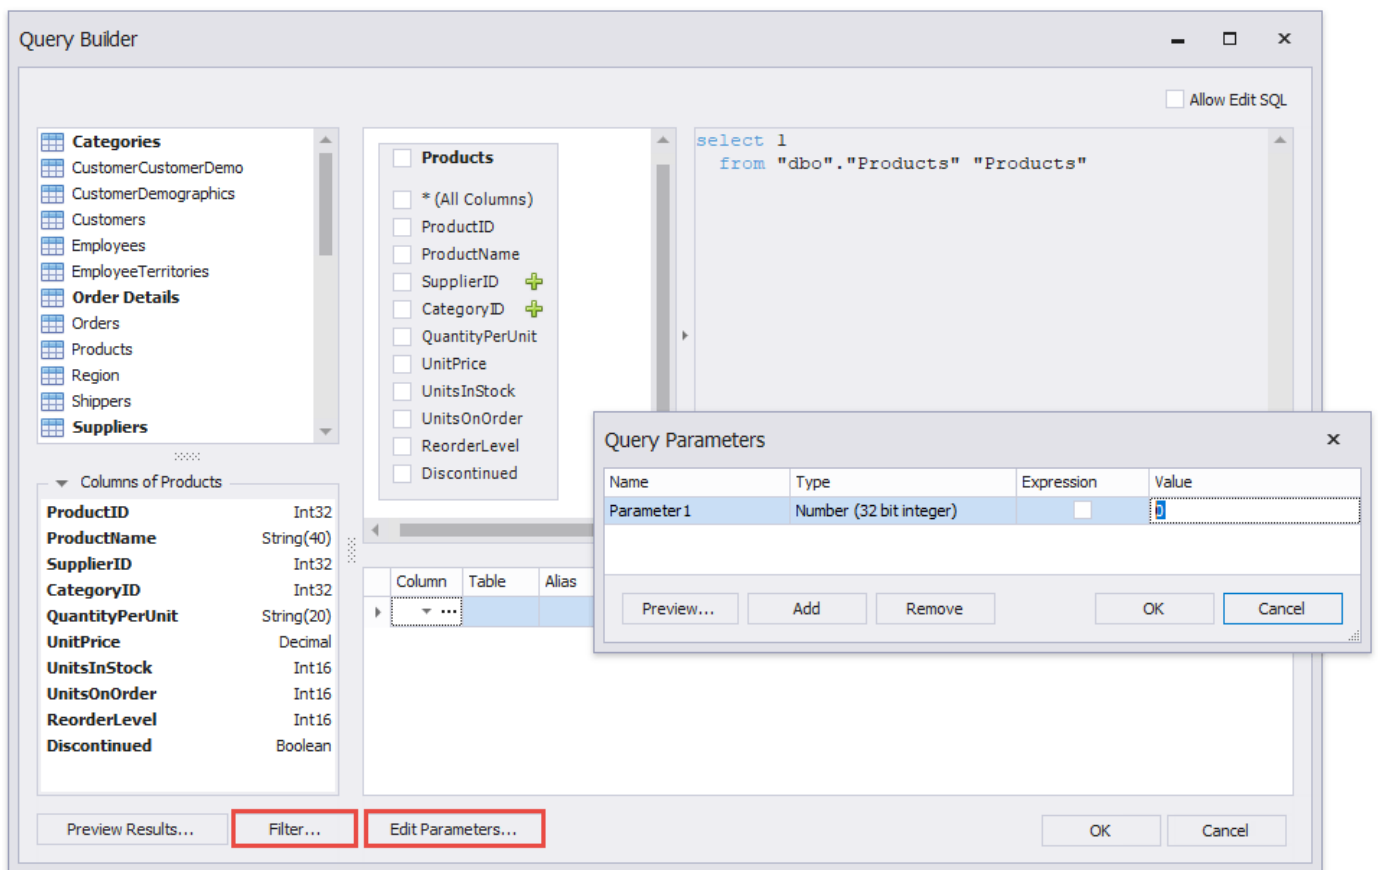 Query Builder
Allow Edit SQL
Categories
CustomerCustomerDemo
CustomerDemographics
Customers
Employees
EmployeeTerritories
Order Details
Orders
Products
Region
Shippers
Suppliers
Columns of Products
ProductID Int32
ProductName String(40)
SupplierID Int32
CategoryID Int32
QuantityPerUnit String(20)
UnitPrice Decimal
UnitsInStock Int16
UnitsOnOrder Int16
ReorderLevel Int16
Discontinued Boolean
Products
* (All Columns)
ProductID
ProductName
SupplierID
CategoryID
QuantityPerUnit
UnitPrice
UnitsInStock
UnitsOnOrder
ReorderLevel
Discontinued
select 1
from "dbo"."Products" "Products"
Column Table Alias
...
Query Parameters
Name Type Expression Value
Parameter1 Number (32 bit integer) 0
Preview... Add Remove OK Cancel
Preview Results... Filter... Edit Parameters... OK Cancel